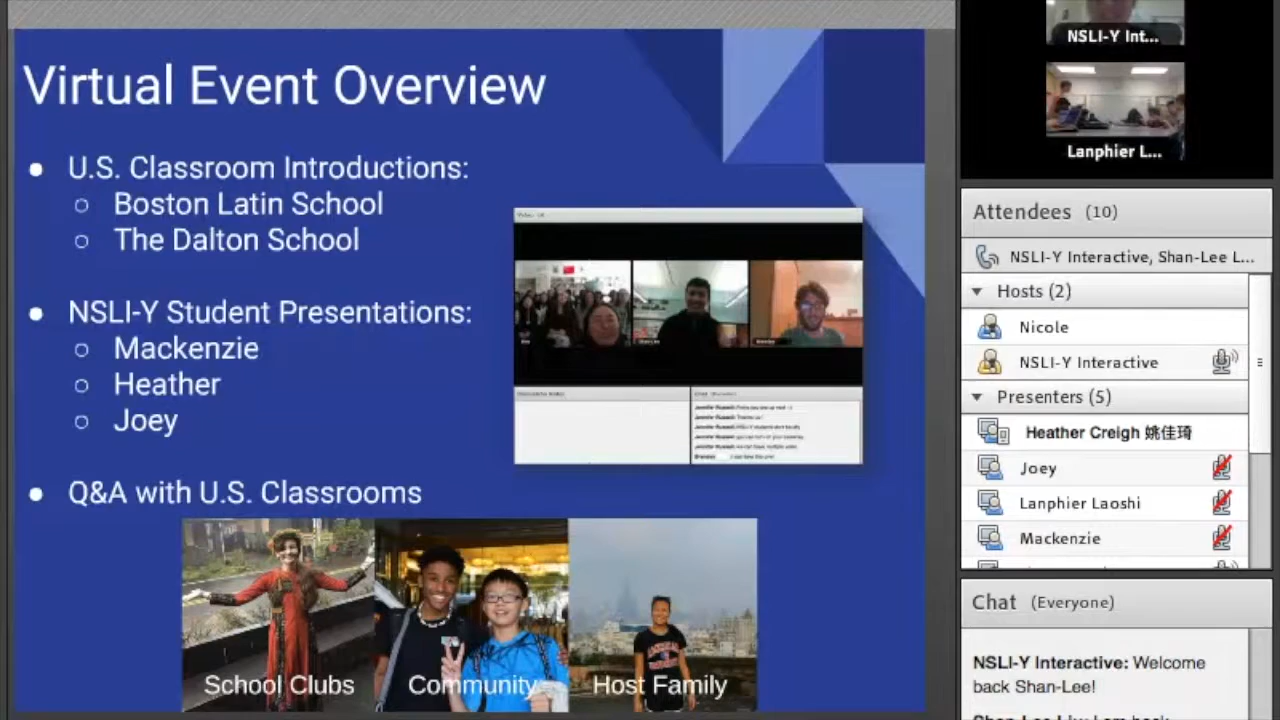 Virtual Event Overview
U.S. Classroom Introductions:
Boston Latin School
The Dalton School
NSLI-Y Student Presentations:
Mackenzie
Heather
Joey
Q&A with U.S. Classrooms
School Clubs
Community
Host Family
NSLI-Y Int...
Lanphier L...
Attendees (10)
NSLI-Y Interactive, Shan-Lee L...
Hosts (2)
Nicole
NSLI-Y Interactive
Presenters (5)
Heather Creigh 姚佳琦
Joey
Lanphier Laoshi
Mackenzie
Chat (Everyone)
NSLI-Y Interactive: Welcome
back Shan-Lee!